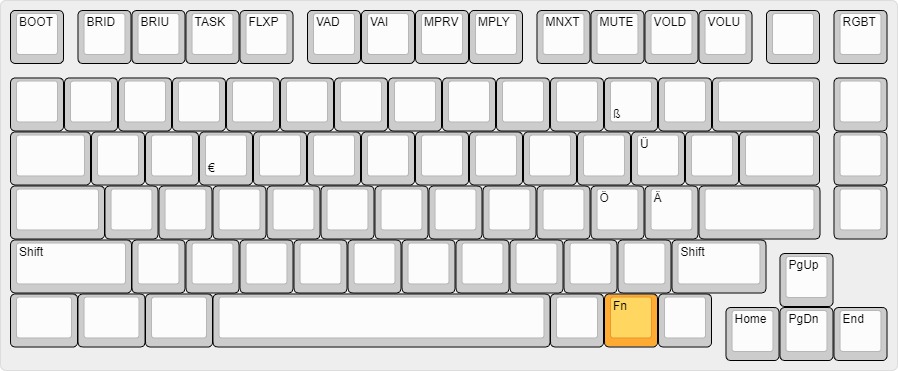 BOOT BRID BRIU TASK FLXP VAD VAI MPRV MPLY MNXT MUTE VOLD VOLU RGBT
ß
€ Ü
Ö Ä
Shift Shift PgUp
Fn Home PgDn End